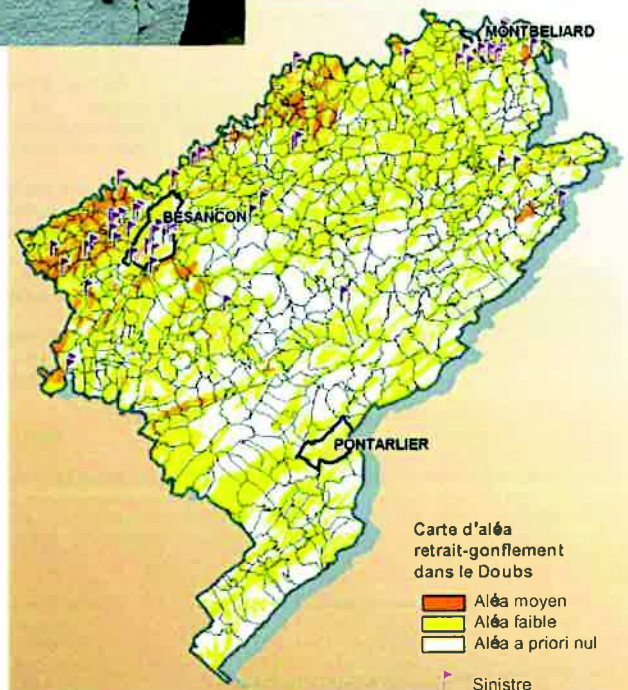 MONTBELIARD
BESANCON
PONTARLIER
Carte d'aléa
retrait-gonflement
dans le Doubs
Aléa moyen
Aléa faible
Aléa a priori nul
Sinistre